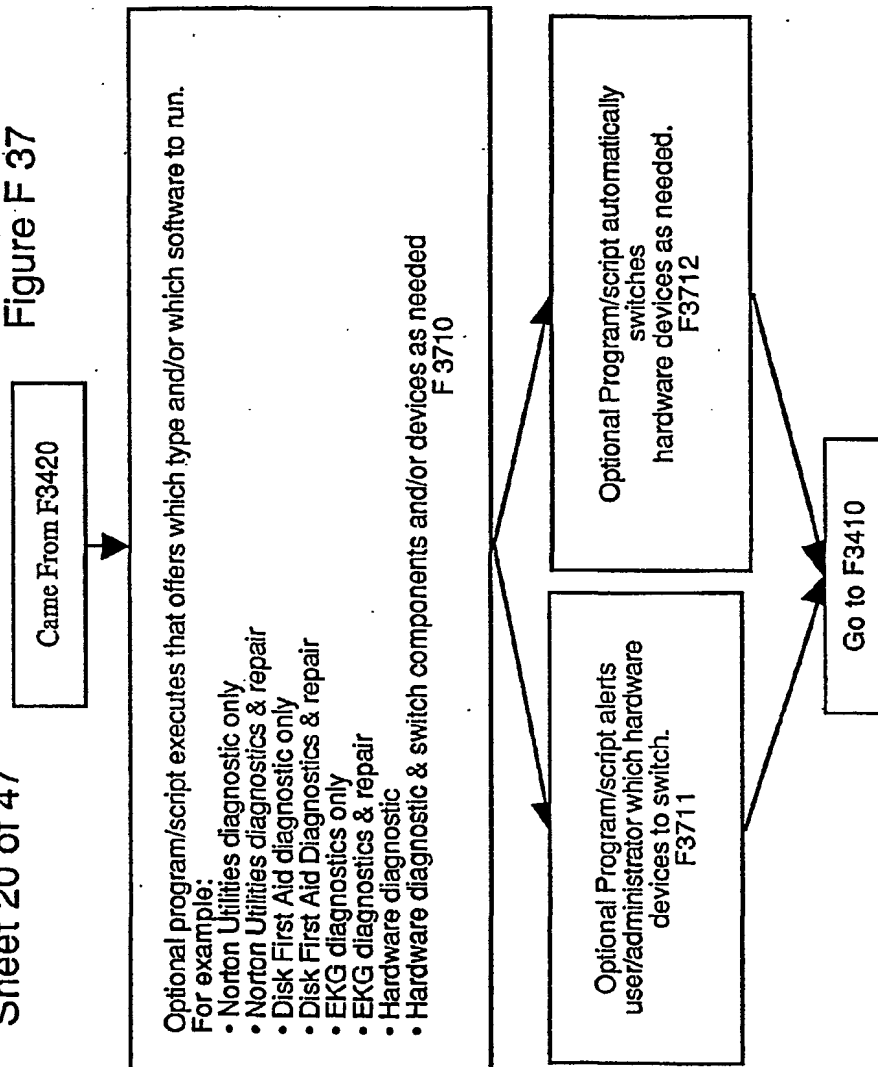 Sheet 20 of 47
Figure F 37
Came From F3420
Optional program/script executes that offers which type and/or which software to run.
For example:
• Norton Utilities diagnostic only
• Norton Utilities diagnostics & repair
• Disk First Aid diagnostic only
• Disk First Aid Diagnostics & repair
• EKG diagnostics only
• EKG diagnostics & repair
• Hardware diagnostic
• Hardware diagnostic & switch components and/or devices as needed
F 3710
Optional Program/script alerts
user/administrator which hardware
devices to switch.
F3711
Optional Program/script automatically
switches
hardware devices as needed.
F3712
Go to F3410